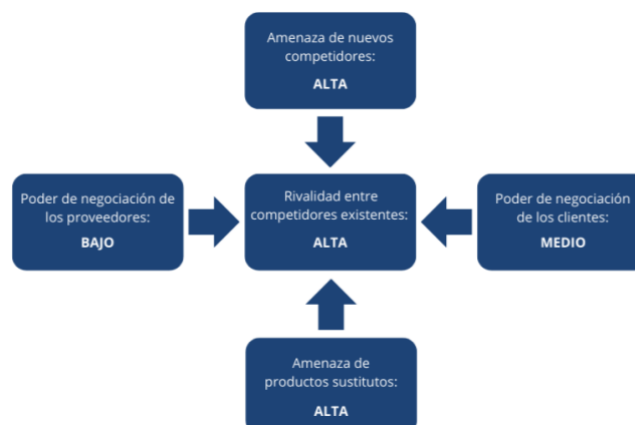 Amenaza de nuevos
competidores:
ALTA
Poder de negociación de
los proveedores:
BAJO
Rivalidad entre
competidores existentes:
ALTA
Poder de negociación
de los clientes:
MEDIO
Amenaza de
productos sustitutos:
ALTA